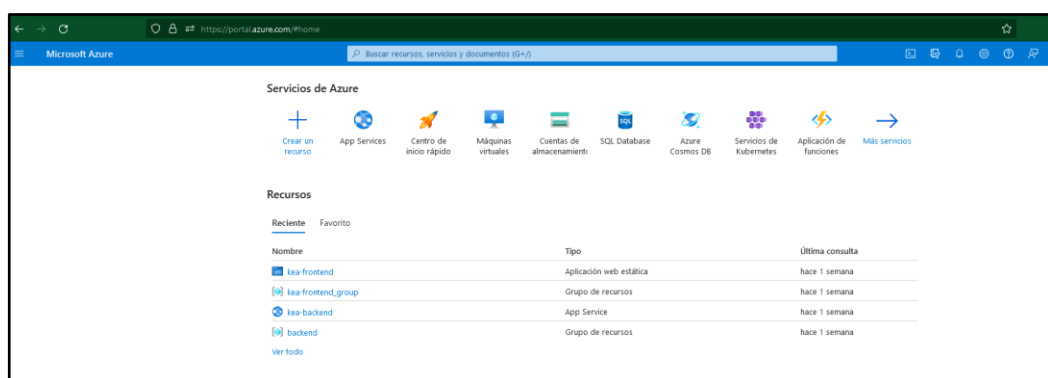 https://portal.azure.com/#home
Microsoft Azure
Buscar recursos, servicios y documentos (G+/)
Servicios de Azure
Crear un recurso
App Services
Centro de inicio rápido
Máquinas virtuales
Cuentas de almacenamiento
SQL Database
Azure Cosmos DB
Servicios de Kubernetes
Aplicación de funciones
Más servicios
Recursos
Reciente Favorito
Nombre Tipo Última consulta
kea-frontend Aplicación web estática hace 1 semana
kea-frontend_group Grupo de recursos hace 1 semana
kea-backend App Service hace 1 semana
backend Grupo de recursos hace 1 semana
Ver todo